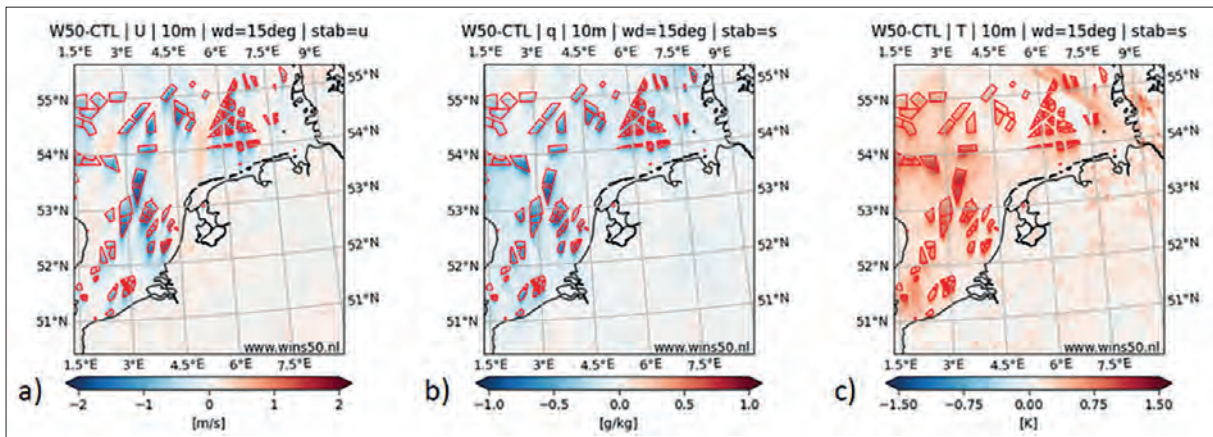 W50-CTL | U | 10m | wd=15deg | stab=u
1.5°E 3°E 4.5°E 6°E 7.5°E 9°E
55°N
54°N
53°N
52°N
51°N
55°N
54°N
53°N
52°N
51°N
www.wins50.nl
1.5°E 3°E 4.5°E 6°E 7.5°E
a)
−2 −1 0 1 2
[m/s]
W50-CTL | q | 10m | wd=15deg | stab=s
1.5°E 3°E 4.5°E 6°E 7.5°E 9°E
55°N
54°N
53°N
52°N
51°N
55°N
54°N
53°N
52°N
51°N
www.wins50.nl
1.5°E 3°E 4.5°E 6°E 7.5°E
b)
−1.0 −0.5 0.0 0.5 1.0
[g/kg]
W50-CTL | T | 10m | wd=15deg | stab=s
1.5°E 3°E 4.5°E 6°E 7.5°E 9°E
55°N
54°N
53°N
52°N
51°N
55°N
54°N
53°N
52°N
51°N
www.wins50.nl
1.5°E 3°E 4.5°E 6°E 7.5°E
c)
−1.50 −0.75 0.00 0.75 1.50
[K]